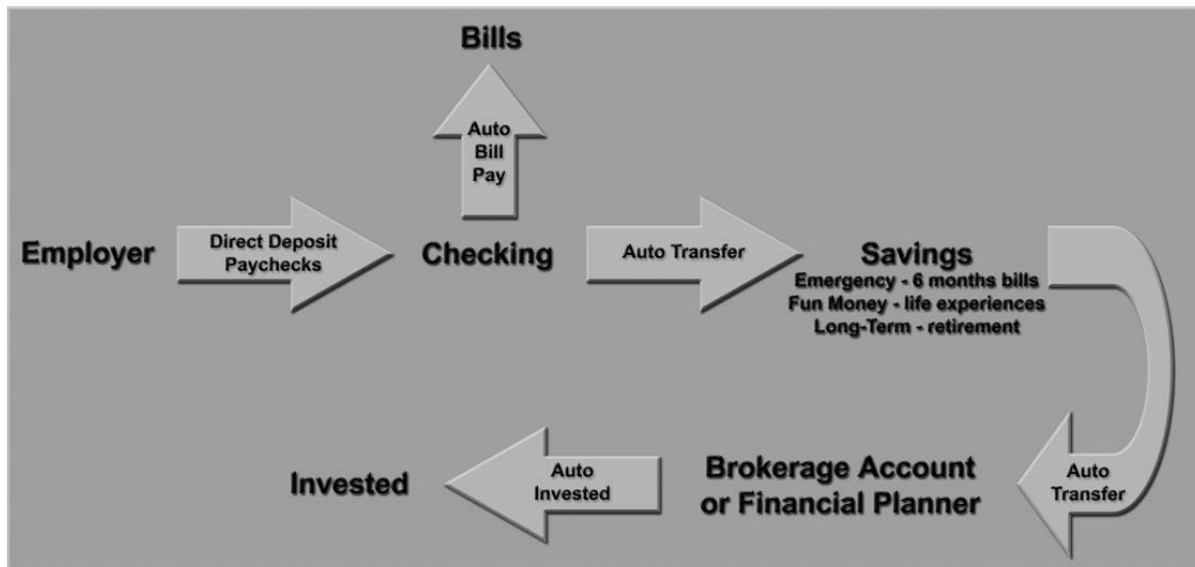 Bills
Auto
Bill
Pay
Employer
Direct Deposit
Paychecks
Checking
Auto Transfer
Savings
Emergency - 6 months bills
Fun Money - life experiences
Long-Term - retirement
Auto
Transfer
Brokerage Account
or Financial Planner
Auto
Invested
Invested